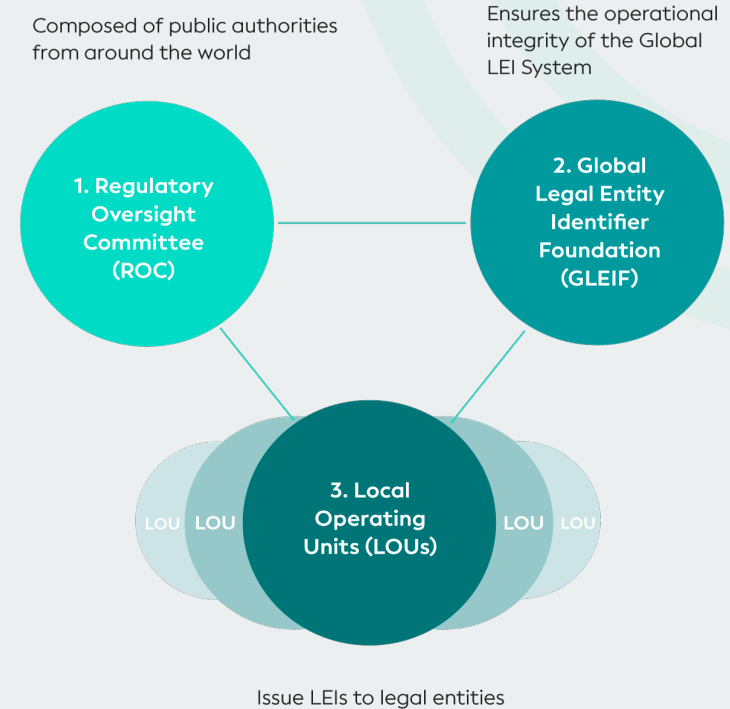 Composed of public authorities
from around the world
Ensures the operational
integrity of the Global
LEI System
1. Regulatory
Oversight
Committee
(ROC)
2. Global
Legal Entity
Identifier
Foundation
(GLEIF)
3. Local
Operating
Units (LOUs)
LOU
LOU
LOU
LOU
Issue LEIs to legal entities